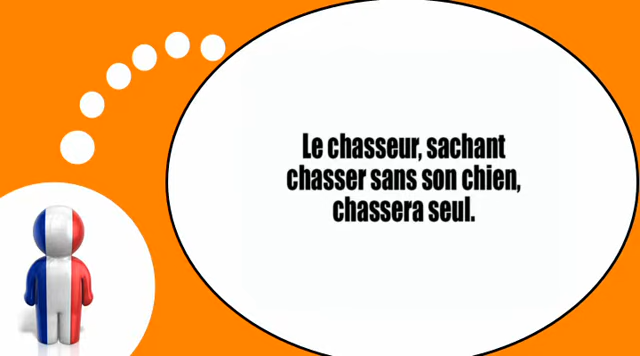 Le chasseur, sachant
chasser sans son chien,
chassera seul.